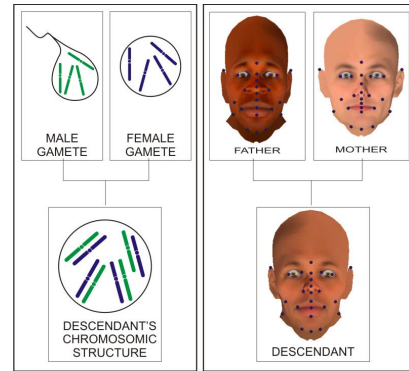 MALE
GAMETE
FEMALE
GAMETE
DESCENDANT'S
CHROMOSOMIC
STRUCTURE
FATHER
MOTHER
DESCENDANT